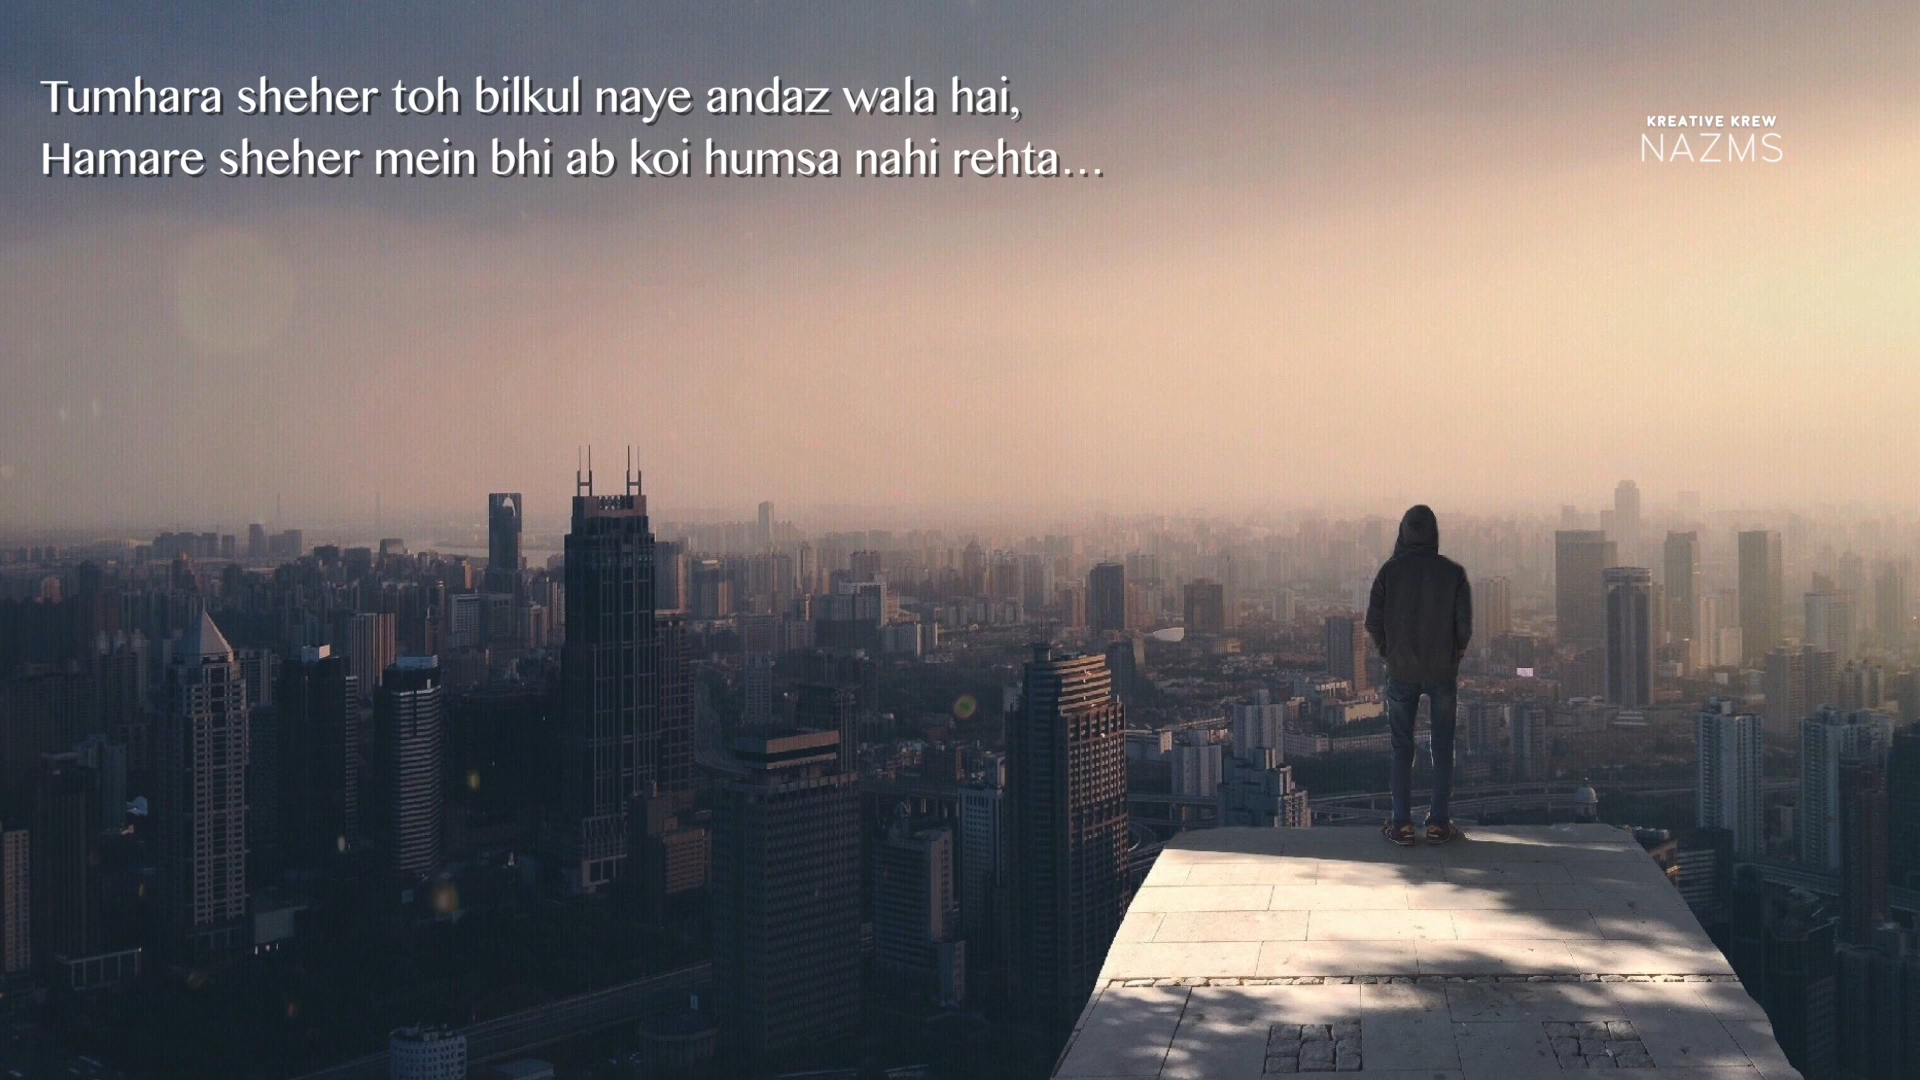 Tumhara sheher toh bilkul naye andaz wala hai,
Hamare sheher mein bhi ab koi humsa nahi rehta...
KREATIVE KREW
NAZMS